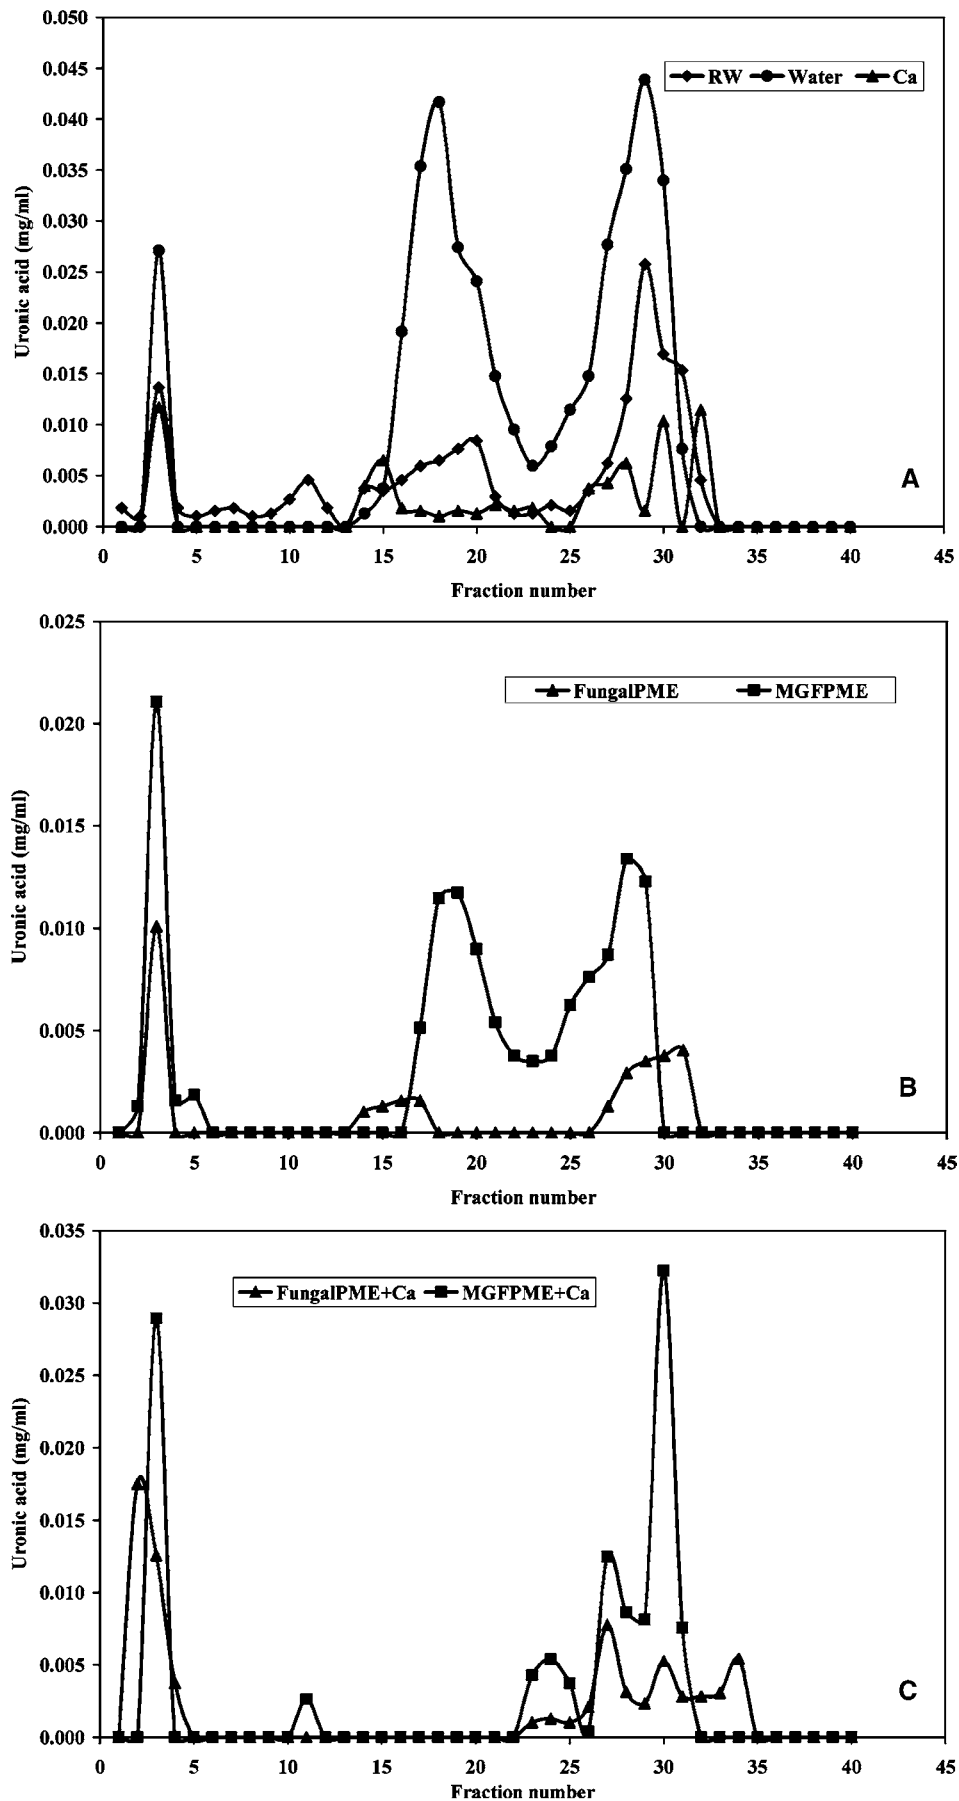 0.050
0.045
0.040
0.035
0.030
0.025
0.020
0.015
0.010
0.005
0.000
Uronic acid (mg/ml)
RW Water Ca
A
0 5 10 15 20 25 30 35 40 45
Fraction number
0.025
0.020
0.015
0.010
0.005
0.000
Uronic acid (mg/ml)
FungalPME MGFPME
B
0 5 10 15 20 25 30 35 40 45
Fraction number
0.035
0.030
0.025
0.020
0.015
0.010
0.005
0.000
Uronic acid (mg/ml)
FungalPME+Ca MGFPME+Ca
C
0 5 10 15 20 25 30 35 40 45
Fraction number